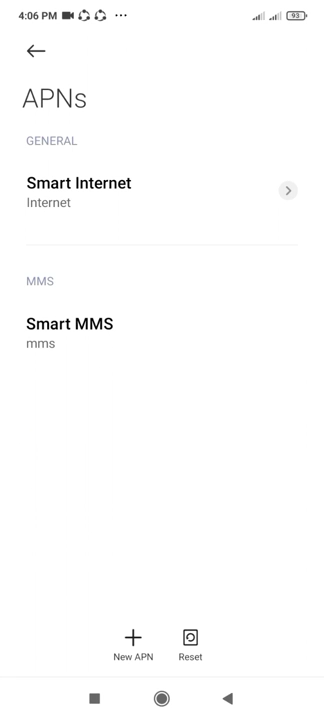 4:06 PM 93
APNs
GENERAL
Smart Internet
Internet
MMS
Smart MMS
mms
New APN Reset